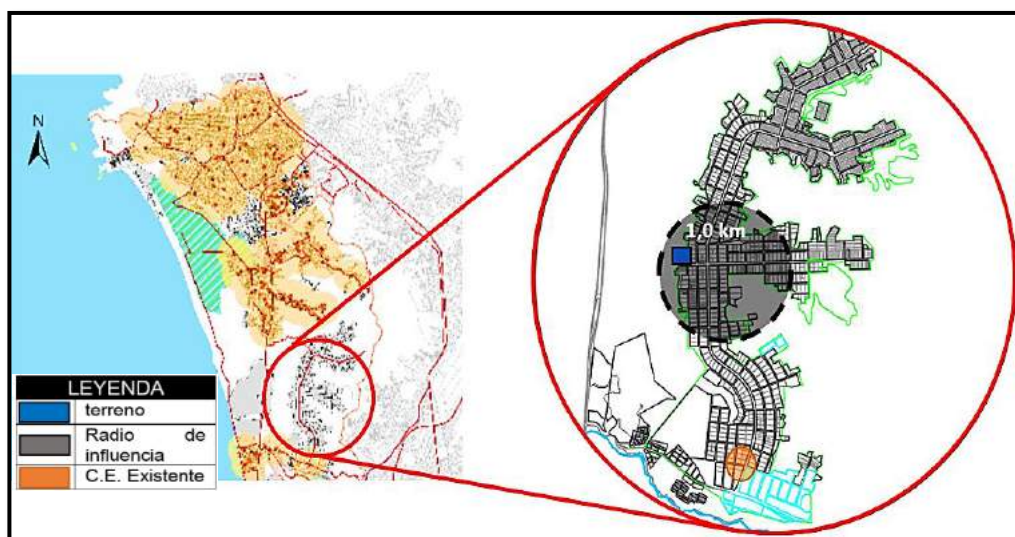 N
1,0 km
LEYENDA
terreno
Radio de
influencia
C.E. Existente